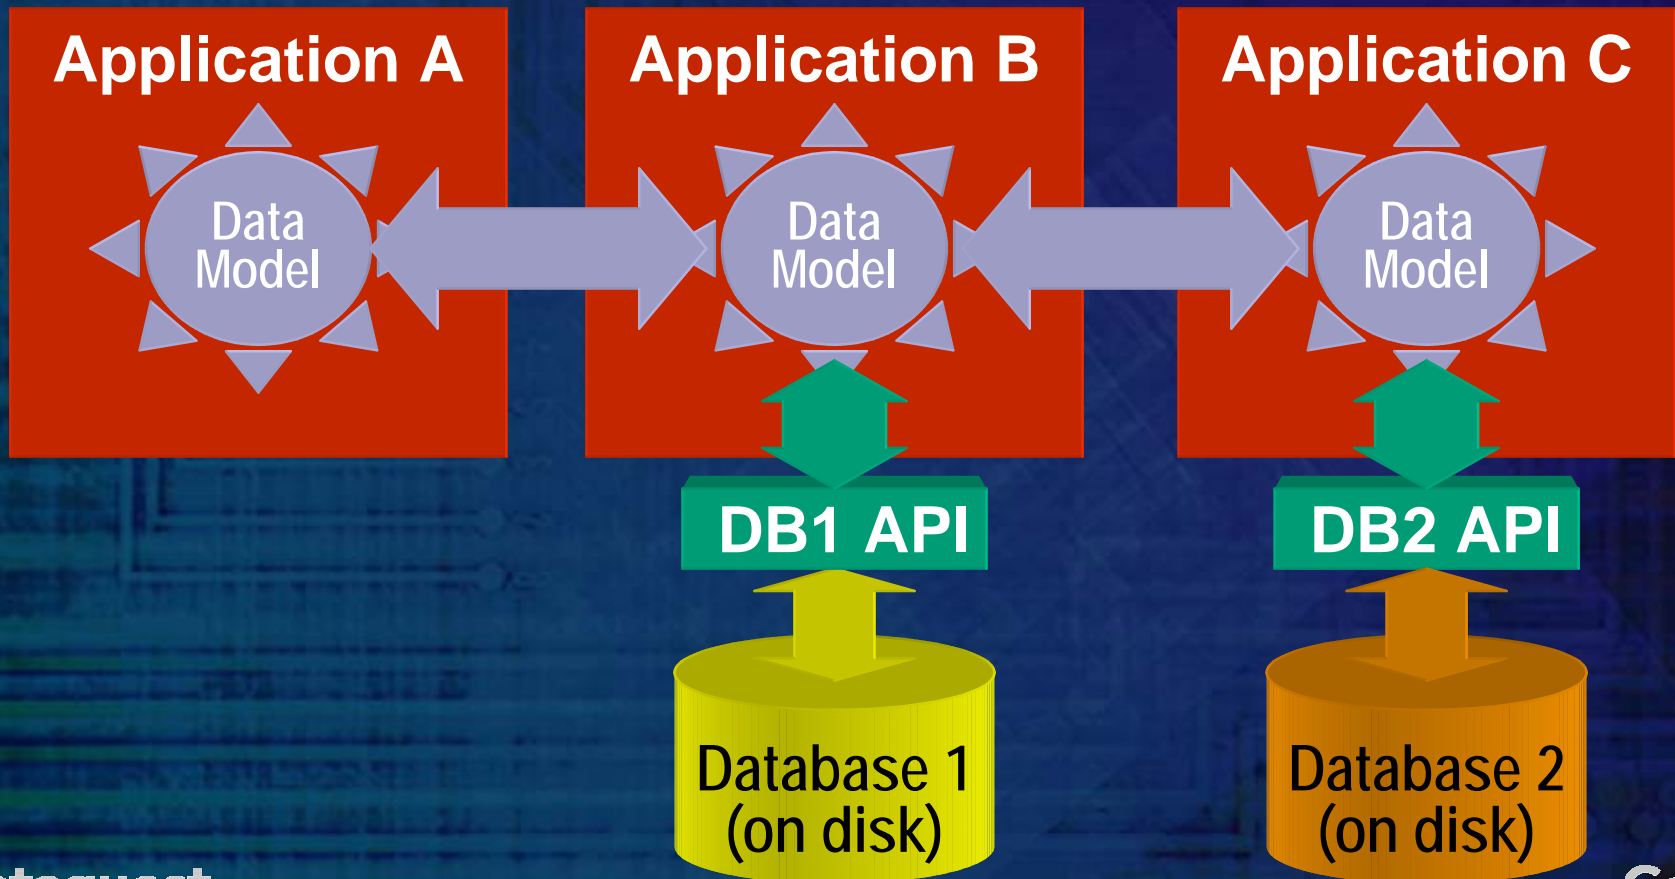 Application A
Application B
Application C
Data
Model
Data
Model
Data
Model
DB1 API
DB2 API
Database 1
(on disk)
Database 2
(on disk)